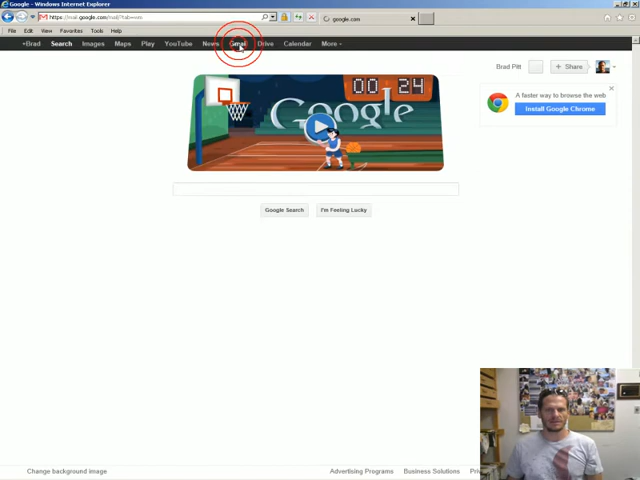 Google - Windows Internet Explorer
https://mail.google.com/mail/?tab=om
google.com
File Edit View Favorites Tools Help
+Brad Search Images Maps Play YouTube News Gmail Drive Calendar More
Brad Pitt + Share
00 24
Google
A faster way to browse the web
Install Google Chrome
Google Search I'm Feeling Lucky
Change background image Advertising Programs Business Solutions